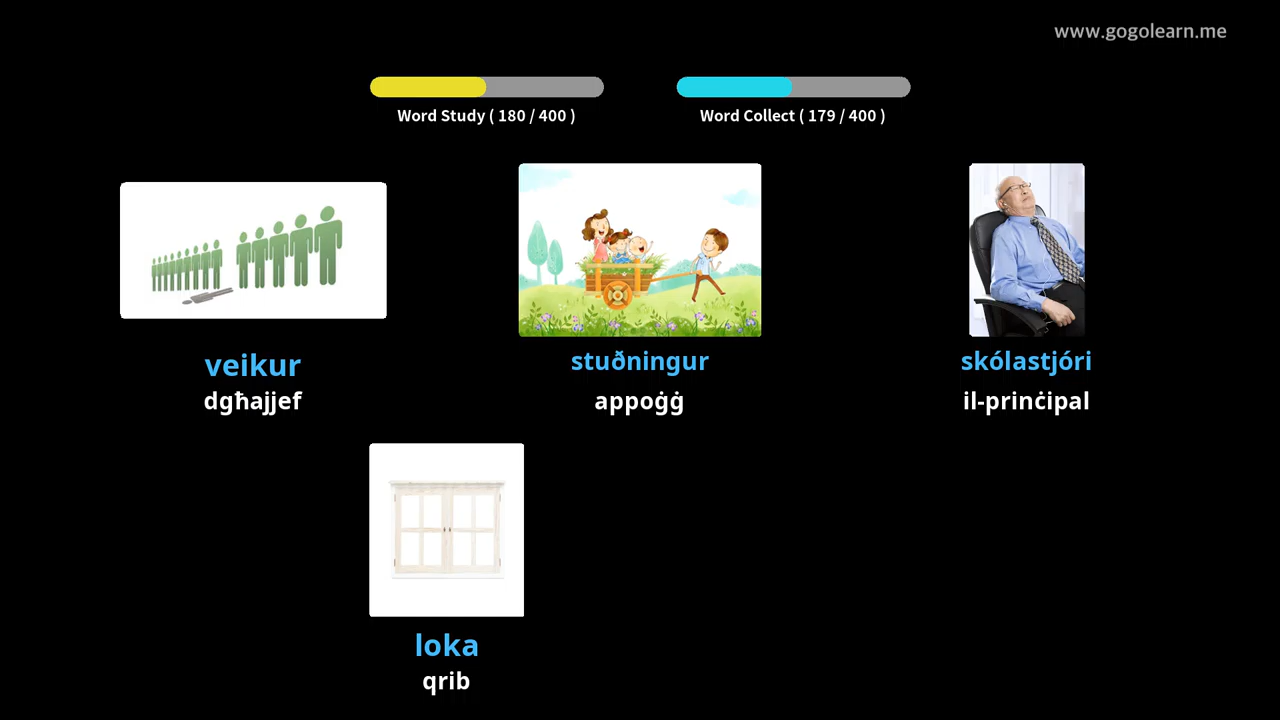 www.gogolearn.me
Word Study ( 180 / 400 )
Word Collect ( 179 / 400 )
veikur
dgħajjef
stuðningur
appoġġ
skólastjóri
il-prinċipal
loka
qrib